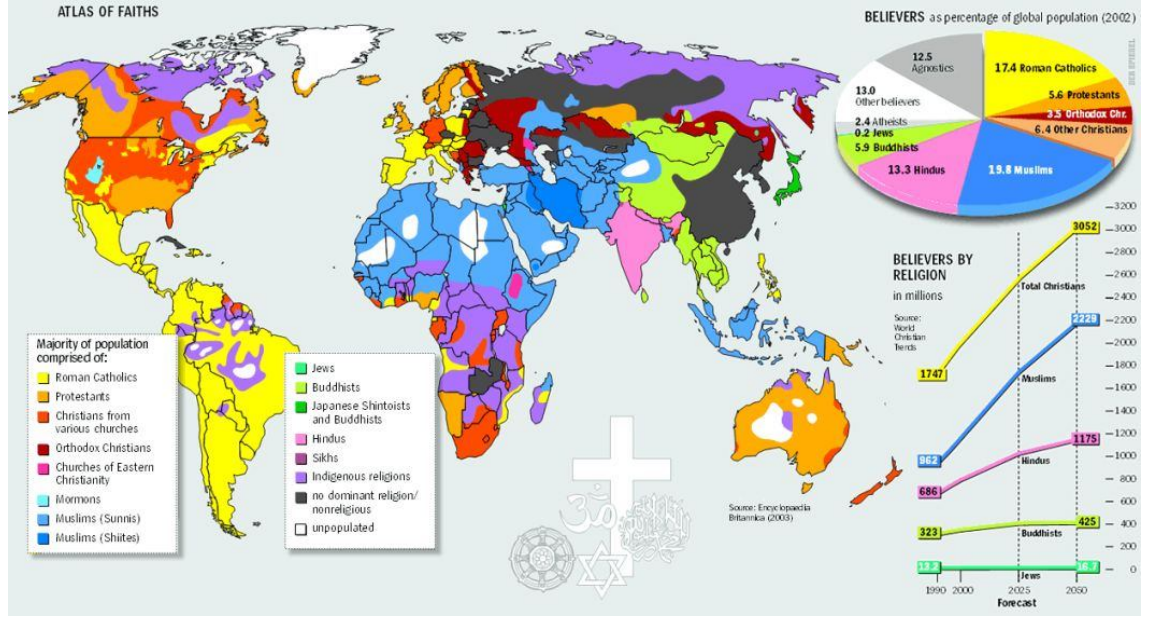 ATLAS OF FAITHS
BELIEVERS as percentage of global population (2002)
12.5
Agnostics
17.4 Roman Catholics
13.0
Other believers
5.6 Protestants
3.5 Orthodox Chr.
2.4 Atheists
0.2 Jews
6.4 Other Christians
5.9 Buddhists
13.3 Hindus
19.8 Muslims
DER SPIEGEL
Majority of population
comprised of:
Roman Catholics
Protestants
Christians from
various churches
Orthodox Christians
Churches of Eastern
Christianity
Mormons
Muslims (Sunnis)
Muslims (Shiites)
Jews
Buddhists
Japanese Shintoists
and Buddhists
Hindus
Sikhs
Indigenous religions
no dominant religion/
nonreligious
unpopulated
ॐ
Source: Encyclopaedia
Britannica (2003)
BELIEVERS BY
RELIGION
in millions
Source:
World
Christian
Trends
3200
3052
3000
2800
2600
Total Christians
2400
2229
2200
2000
1747
1800
Muslims
1600
1400
1175
1200
962
1000
Hindus
800
686
600
425
400
323
Buddhists
200
13.2
16.7
0
Jews
1990 2000 2025 2050
Forecast